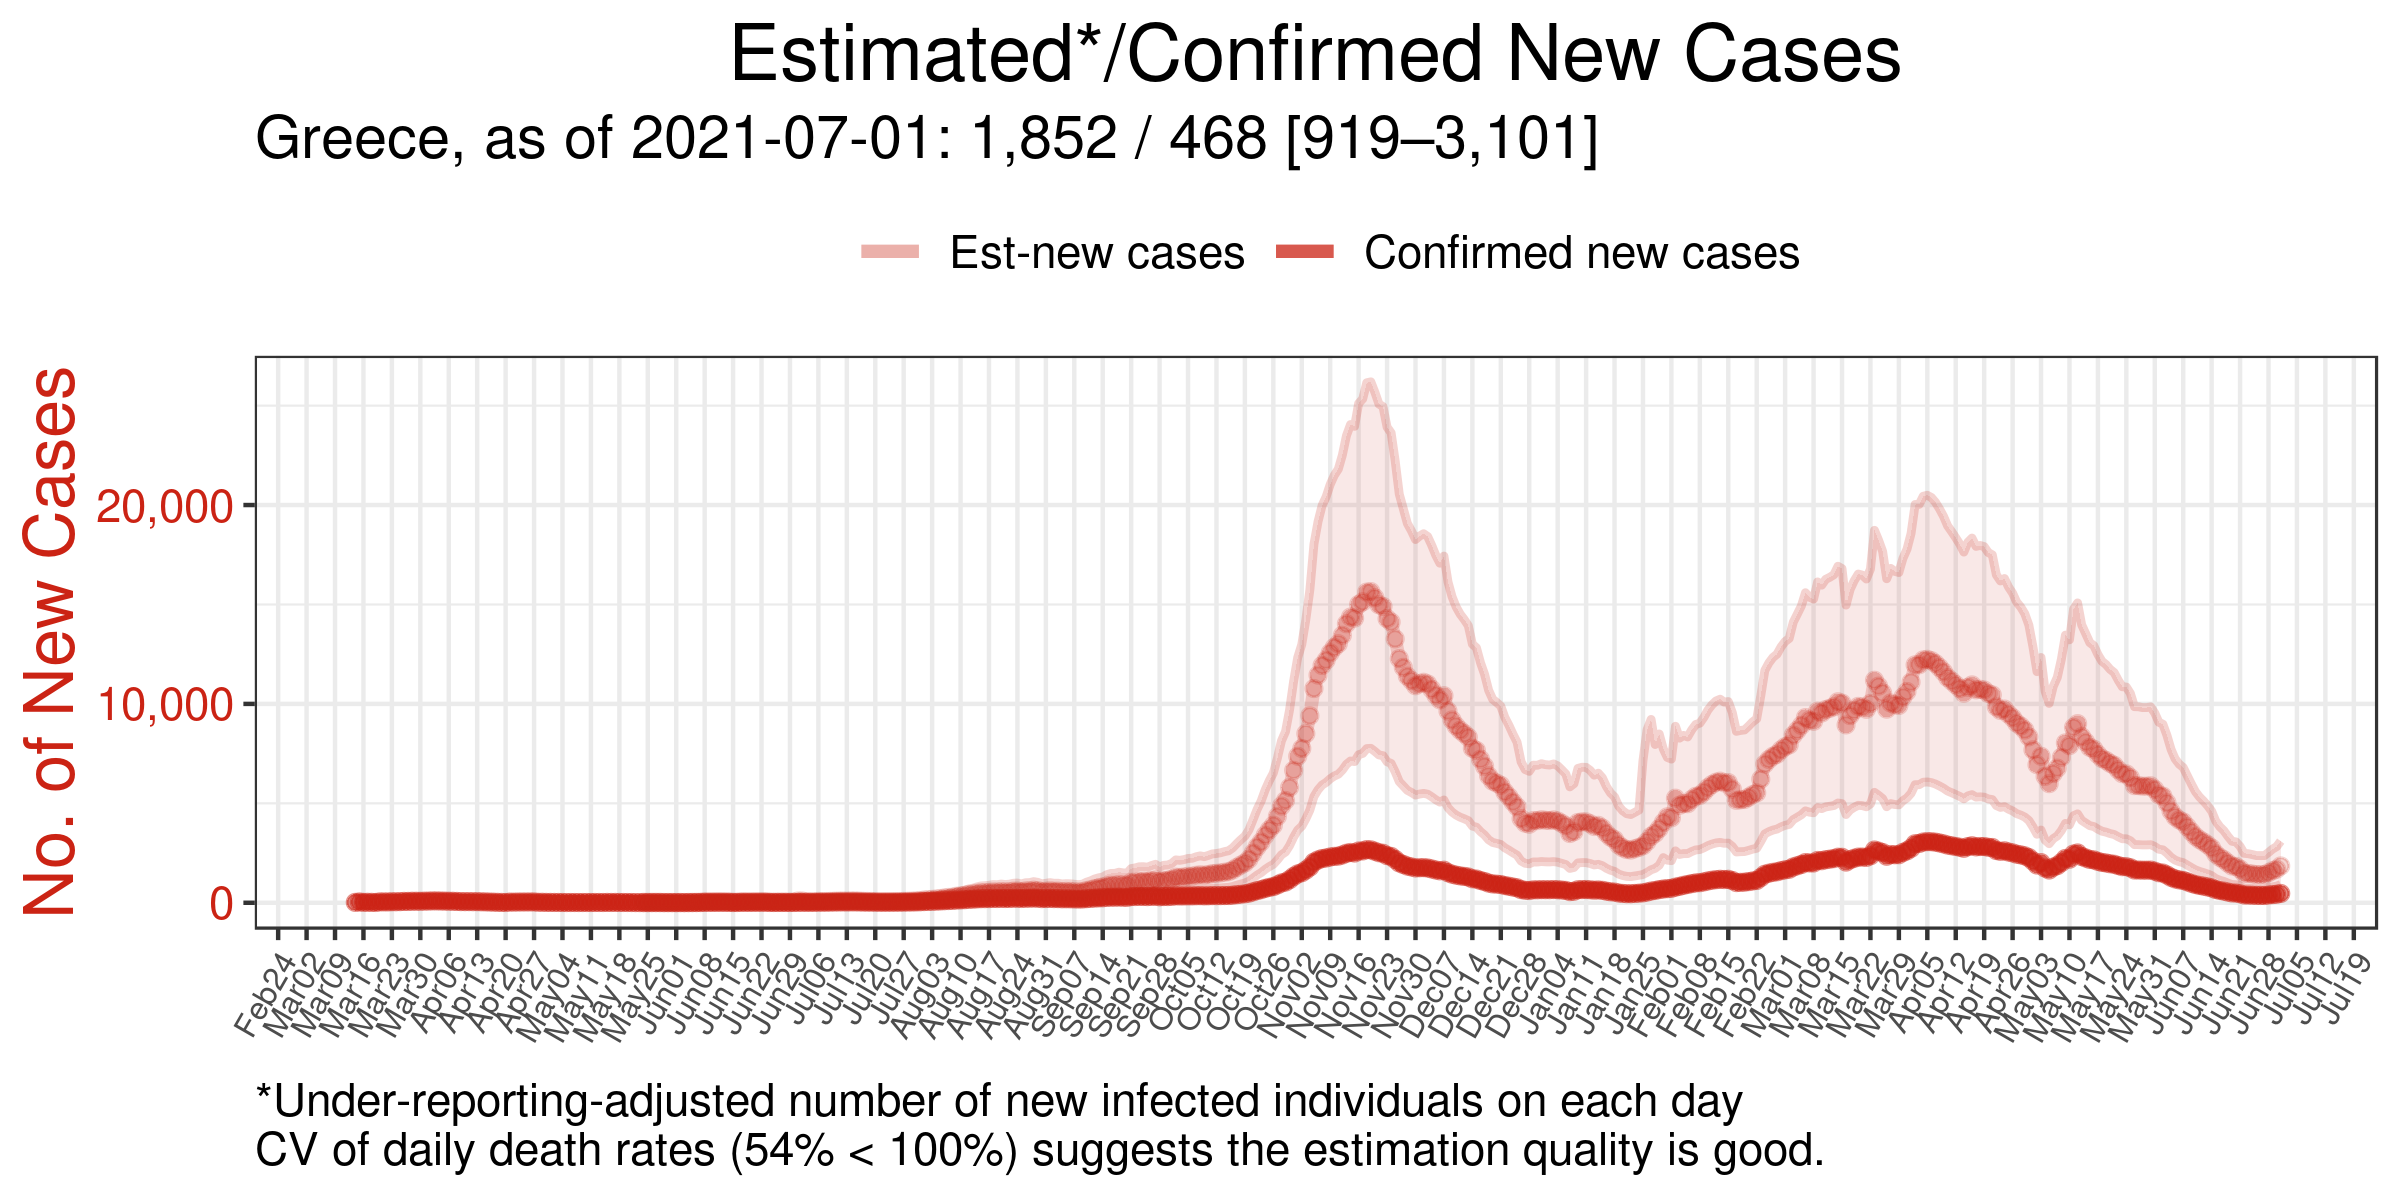 Estimated*/Confirmed New Cases
Greece, as of 2021-07-01: 1,852 / 468 [919–3,101]
Est-new cases Confirmed new cases
No. of New Cases
20,000
10,000
0
Feb24 Mar02 Mar09 Mar16 Mar23 Mar30 Apr06 Apr13 Apr20 Apr27 May04 May11 May18 May25 Jun01 Jun08 Jun15 Jun22 Jun29 Jul06 Jul13 Jul20 Jul27 Aug03 Aug10 Aug17 Aug24 Aug31 Sep07 Sep14 Sep21 Sep28 Oct05 Oct12 Oct19 Oct26 Nov02 Nov09 Nov16 Nov23 Nov30 Dec07 Dec14 Dec21 Dec28 Jan04 Jan11 Jan18 Jan25 Feb01 Feb08 Feb15 Feb22 Mar01 Mar08 Mar15 Mar22 Mar29 Apr05 Apr12 Apr19 Apr26 May03 May10 May17 May24 May31 Jun07 Jun14 Jun21 Jun28 Jul05 Jul12 Jul19
*Under-reporting-adjusted number of new infected individuals on each day
CV of daily death rates (54% < 100%) suggests the estimation quality is good.